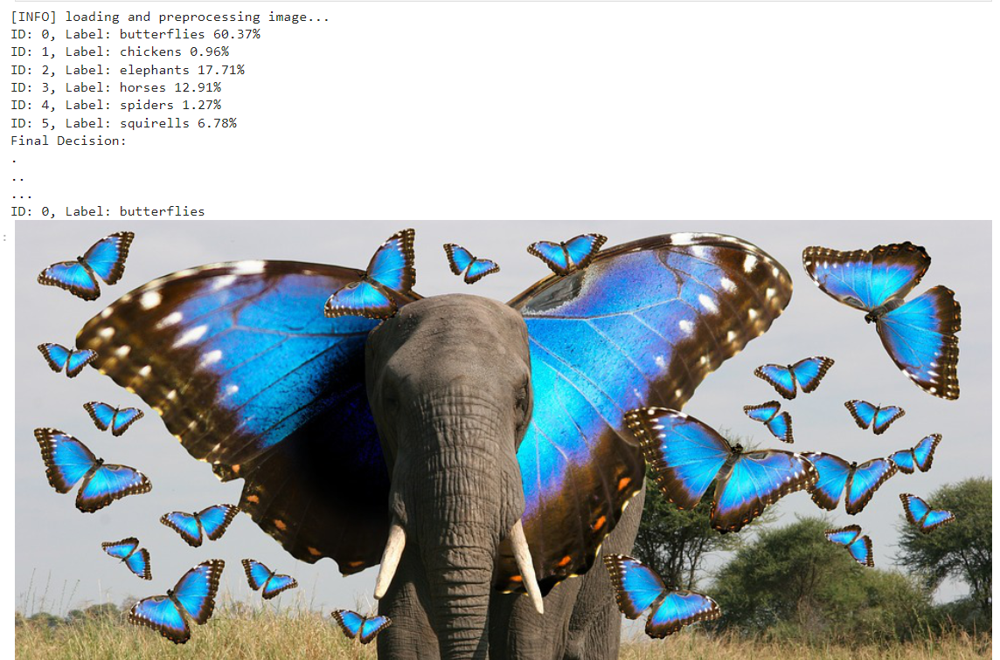 [INFO] loading and preprocessing image...
ID: 0, Label: butterflies 60.37%
ID: 1, Label: chickens 0.96%
ID: 2, Label: elephants 17.71%
ID: 3, Label: horses 12.91%
ID: 4, Label: spiders 1.27%
ID: 5, Label: squirells 6.78%
Final Decision:
.
..
...
ID: 0, Label: butterflies
: